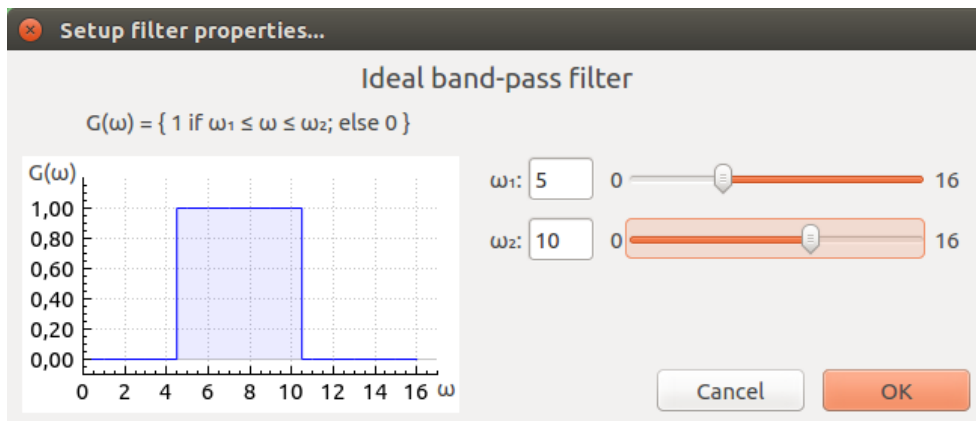 Setup filter properties...
Ideal band-pass filter
G(ω) = { 1 if ω₁ ≤ ω ≤ ω₂; else 0 }
G(ω)
1,00
0,80
0,60
0,40
0,20
0,00
0 2 4 6 8 10 12 14 16 ω
ω₁: 5 0 16
ω₂: 10 0 16
Cancel OK